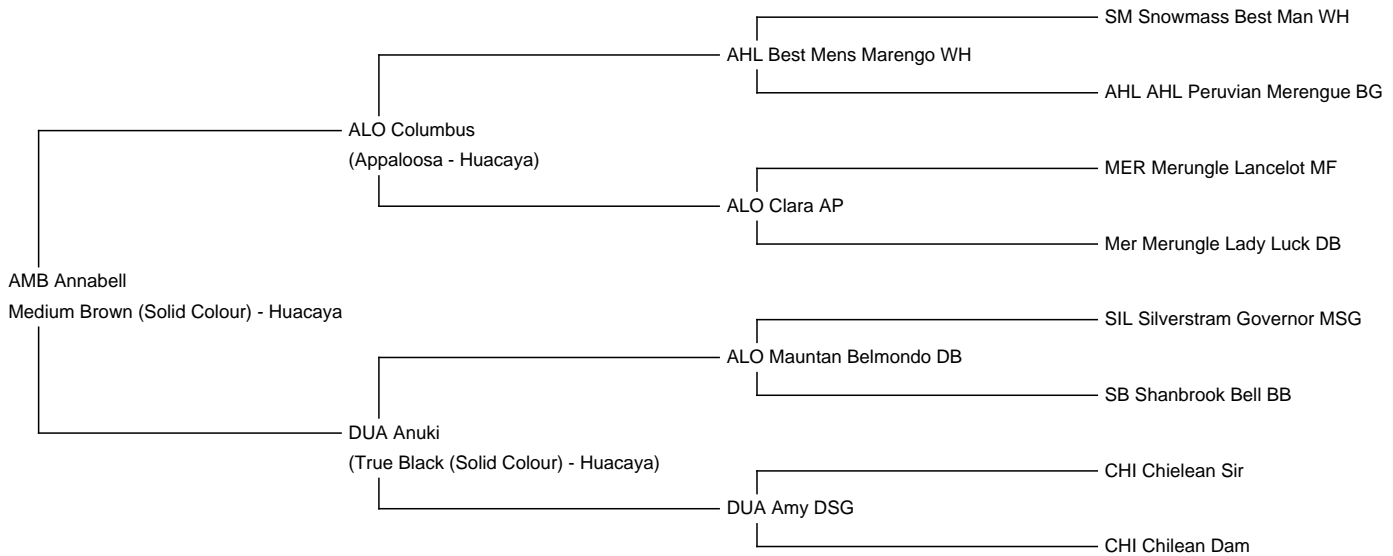 SM Snowmass Best Man WH
AHL Best Mens Marengo WH
AHL AHL Peruvian Merengue BG
ALO Columbus
(Appaloosa - Huacaya)
MER Merungle Lancelot MF
ALO Clara AP
Mer Merungle Lady Luck DB
AMB Annabell
Medium Brown (Solid Colour) - Huacaya
SIL Silverstram Governor MSG
ALO Mauntan Belmondo DB
SB Shanbrook Bell BB
DUA Anuki
(True Black (Solid Colour) - Huacaya)
CHI Chielean Sir
DUA Amy DSG
CHI Chilean Dam